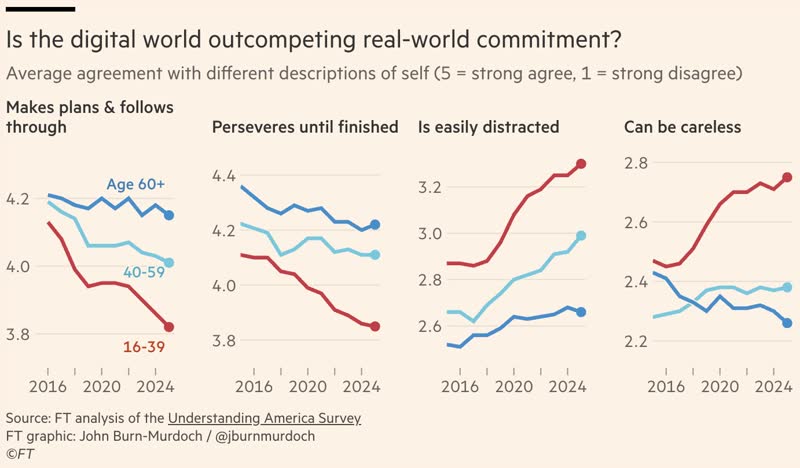 Is the digital world outcompeting real-world commitment?
Average agreement with different descriptions of self (5 = strong agree, 1 = strong disagree)
Makes plans & follows
through
Perseveres until finished
Is easily distracted
Can be careless
4.2
4.0
3.8
Age 60+
40-59
16-39
2016
2020
2024
4.4
4.2
4.0
3.8
2016
2020
2024
3.2
3.0
2.8
2.6
2016
2020
2024
2.8
2.6
2.4
2.2
2016
2020
2024
Source: FT analysis of the Understanding America Survey
FT graphic: John Burn-Murdoch / @jburnmurdoch
©FT